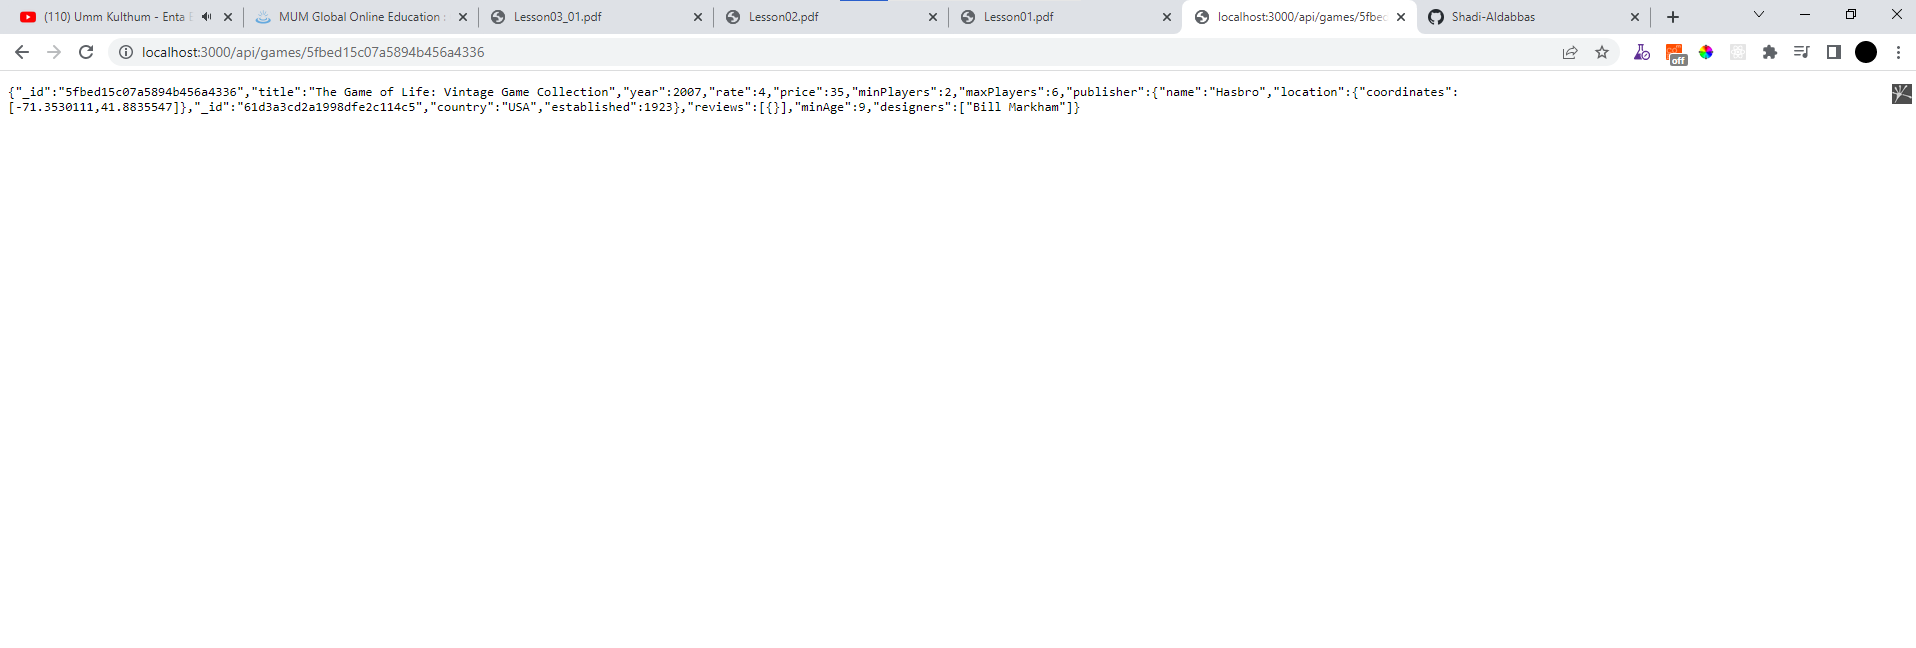 (110) Umm Kulthum - Enta
MUM Global Online Education
Lesson03_01.pdf
Lesson02.pdf
Lesson01.pdf
localhost:3000/api/games/5fbe
Shadi-Aldabbas
localhost:3000/api/games/5fbed15c07a5894b456a4336
off
{"_id":"5fbed15c07a5894b456a4336","title":"The Game of Life: Vintage Game Collection","year":2007,"rate":4,"price":35,"minPlayers":2,"maxPlayers":6,"publisher":{"name":"Hasbro","location":{"coordinates":
[-71.3530111,41.8835547]},"_id":"61d3a3cd2a1998dfe2c114c5","country":"USA","established":1923},"reviews":[{}],"minAge":9,"designers":["Bill Markham"]}